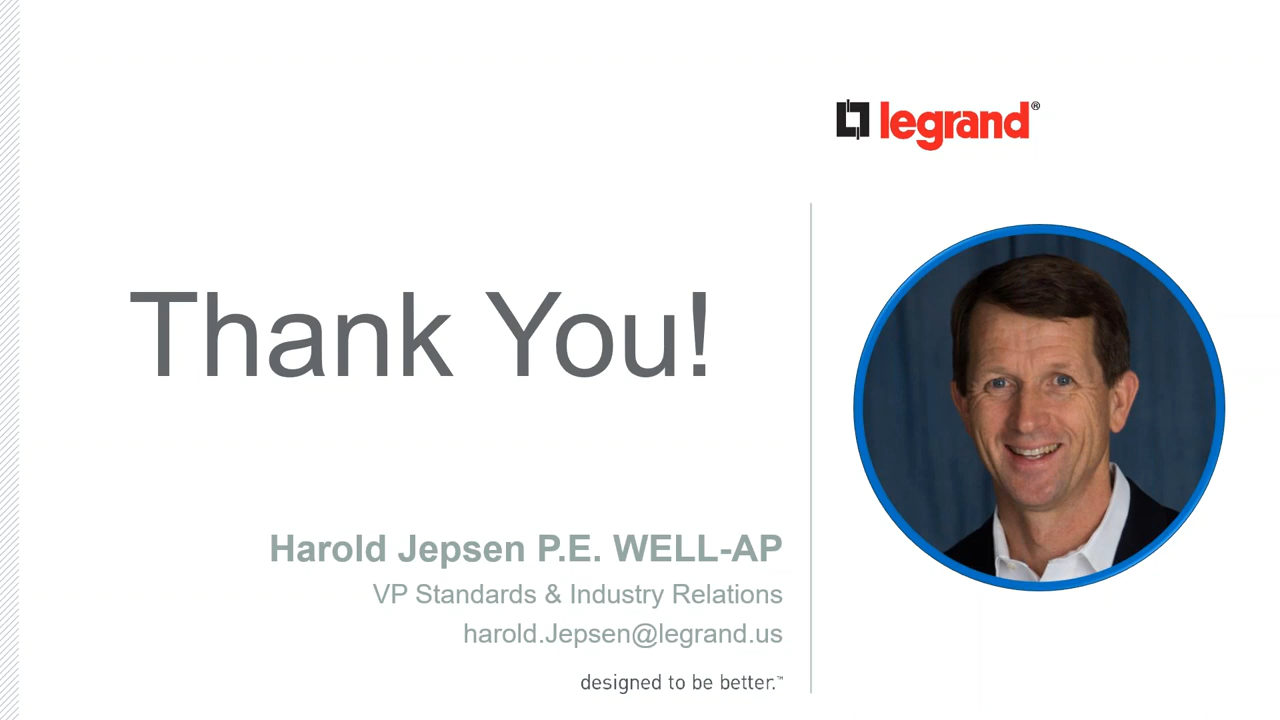 legrand®
Thank You!
Harold Jepsen P.E. WELL-AP
VP Standards & Industry Relations
harold.Jepsen@legrand.us
designed to be better.™